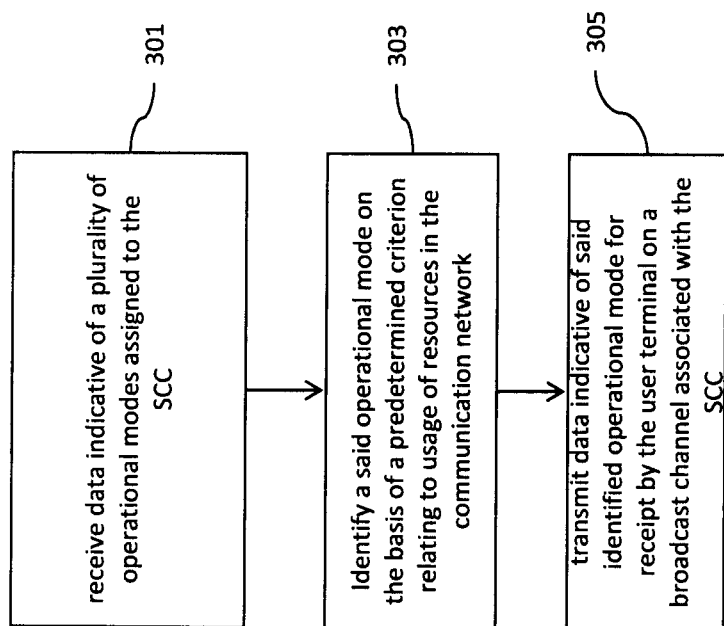 receive data indicative of a plurality of
operational modes assigned to the
SCC
301
Identify a said operational mode on
the basis of a predetermined criterion
relating to usage of resources in the
communication network
303
transmit data indicative of said
identified operational mode for
receipt by the user terminal on a
broadcast channel associated with the
SCC
305